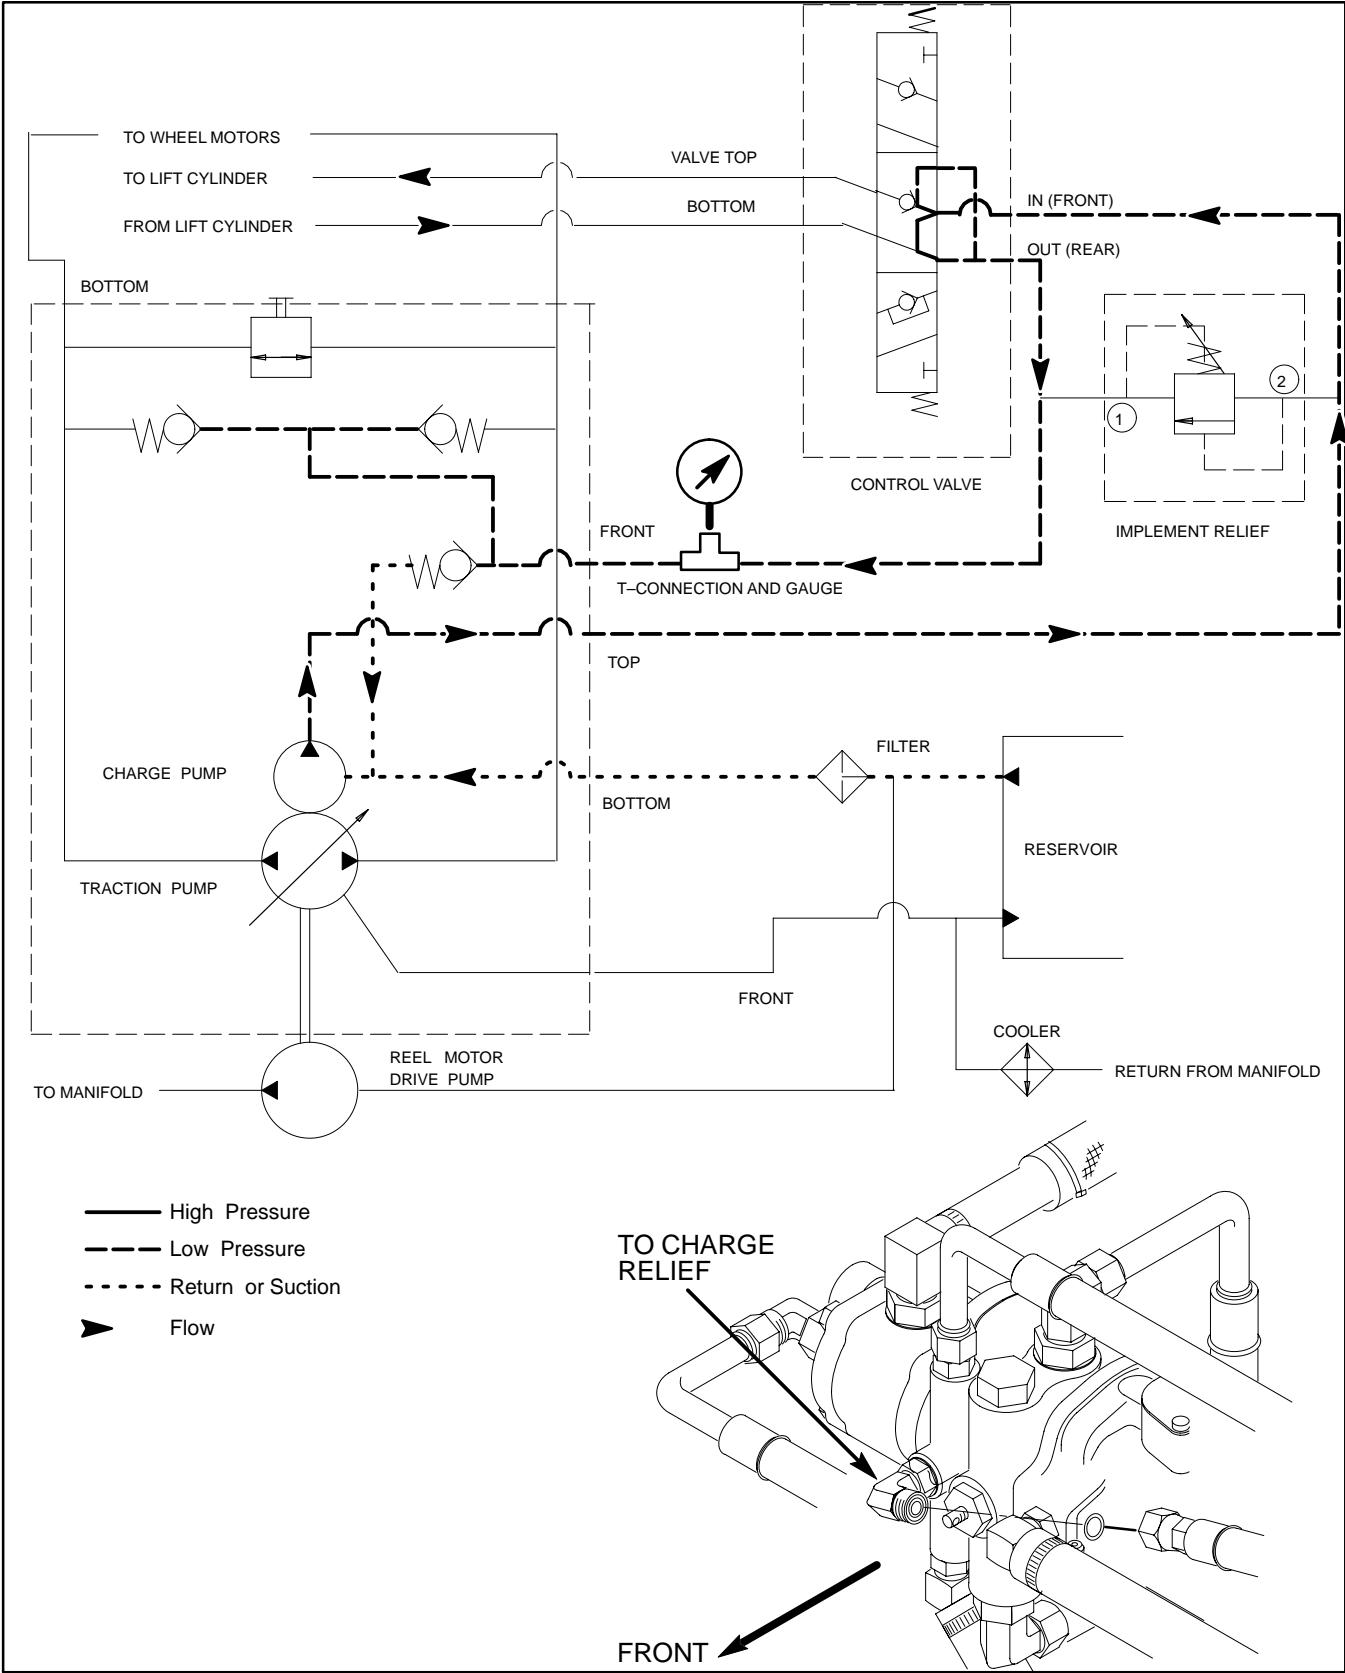 TO WHEEL MOTORS
VALVE TOP
TO LIFT CYLINDER
BOTTOM
IN (FRONT)
FROM LIFT CYLINDER
OUT (REAR)
BOTTOM
2
1
CONTROL VALVE
FRONT
IMPLEMENT RELIEF
T–CONNECTION AND GAUGE
TOP
FILTER
CHARGE PUMP
BOTTOM
RESERVOIR
TRACTION PUMP
FRONT
COOLER
REEL MOTOR
DRIVE PUMP
RETURN FROM MANIFOLD
TO MANIFOLD
High Pressure
Low Pressure
Return or Suction
Flow
TO CHARGE
RELIEF
FRONT